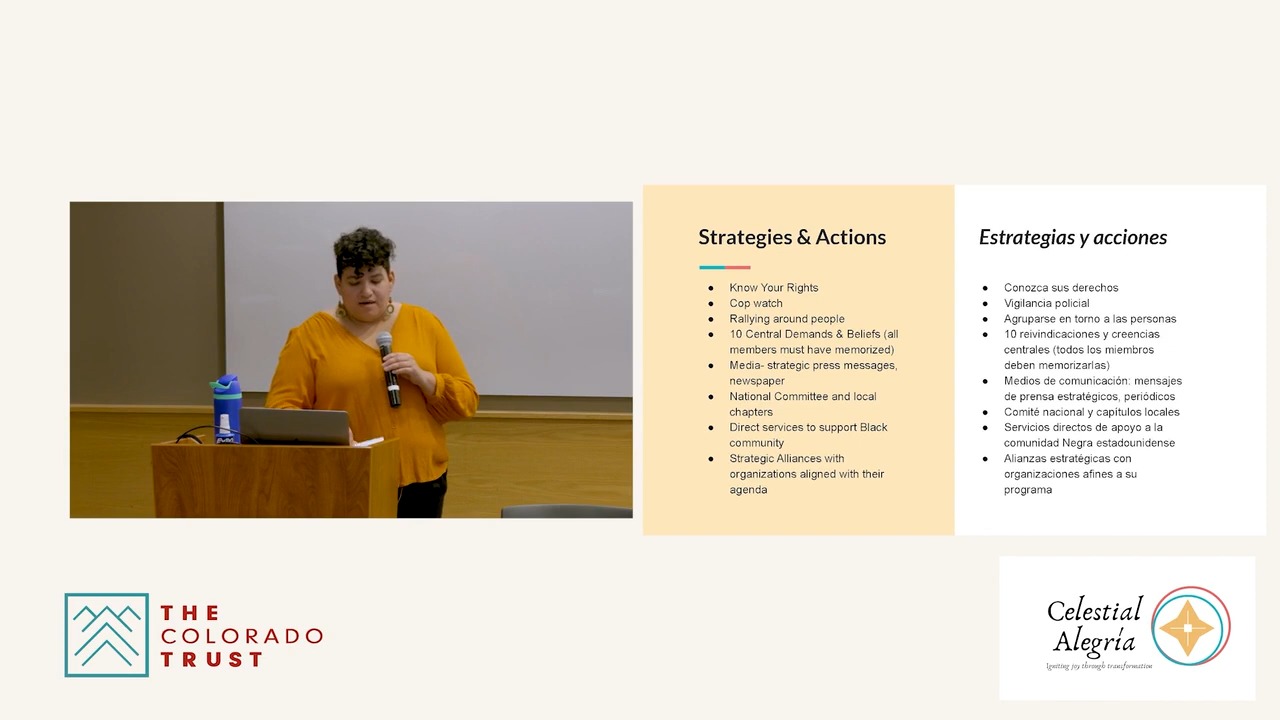 Strategies & Actions
● Know Your Rights
● Cop watch
● Rallying around people
● 10 Central Demands & Beliefs (all
members must have memorized)
● Media- strategic press messages,
newspaper
● National Committee and local
chapters
● Direct services to support Black
community
● Strategic Alliances with
organizations aligned with their
agenda
Estrategias y acciones
● Conozca sus derechos
● Vigilancia policial
● Agruparse en torno a las personas
● 10 reivindicaciones y creencias
centrales (todos los miembros
deben memorizarlas)
● Medios de comunicación: mensajes
de prensa estratégicos, periódicos
● Comité nacional y capítulos locales
● Servicios directos de apoyo a la
comunidad Negra estadounidense
● Alianzas estratégicas con
organizaciones afines a su
programa
THE
COLORADO
TRUST
Celestial
Alegría
Igniting joy through transformation